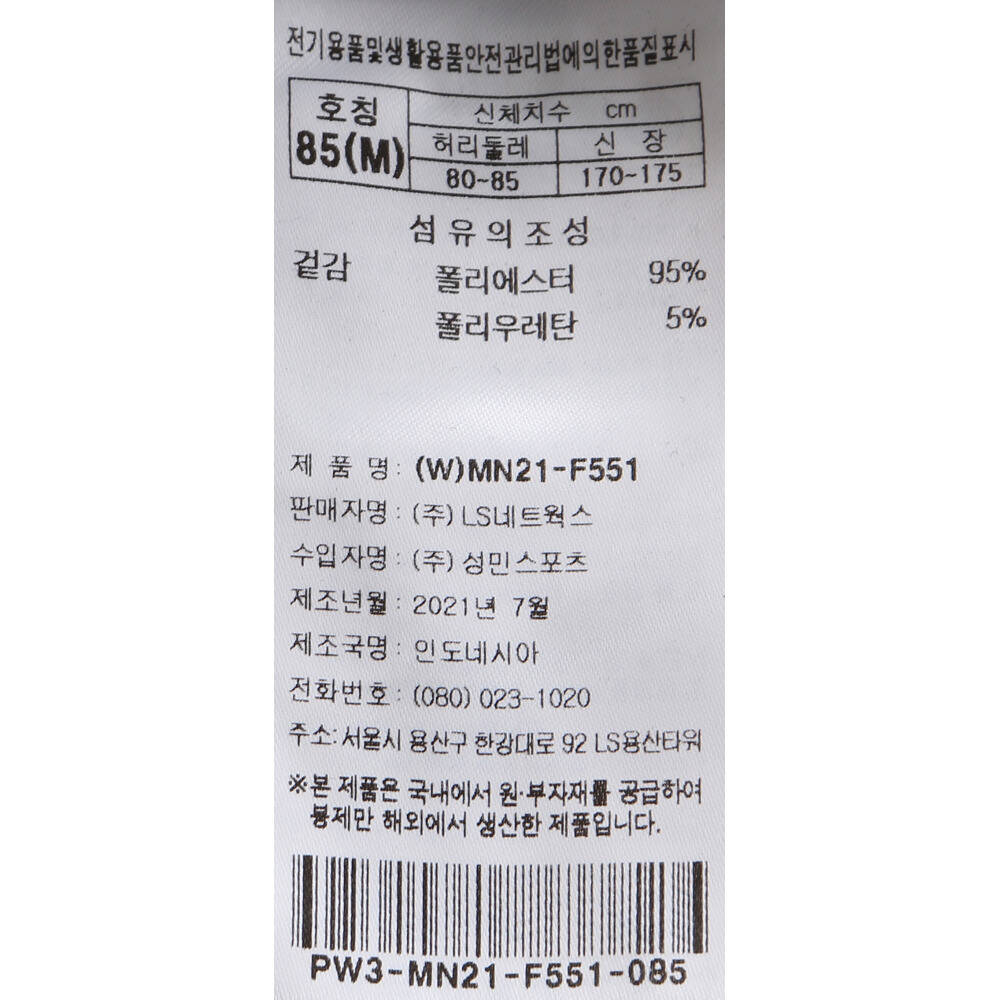 전기용품및생활용품안전관리법에의한품질표시
호칭 신체치수 cm
85(M) 허리둘레 신 장
80~85 170~175
섬유의조성
겉감 폴리에스터 95%
폴리우레탄 5%
제 품 명 : (W)MN21-F551
판매자명 : (주) LS네트웍스
수입자명 : (주) 성민스포츠
제조년월 : 2021년 7월
제조국명 : 인도네시아
전화번호 : (080) 023-1020
주소: 서울시 용산구 한강대로 92 LS용산타워
※본 제품은 국내에서 원·부자재를 공급하여
봉제만 해외에서 생산한 제품입니다.
PW3-MN21-F551-085